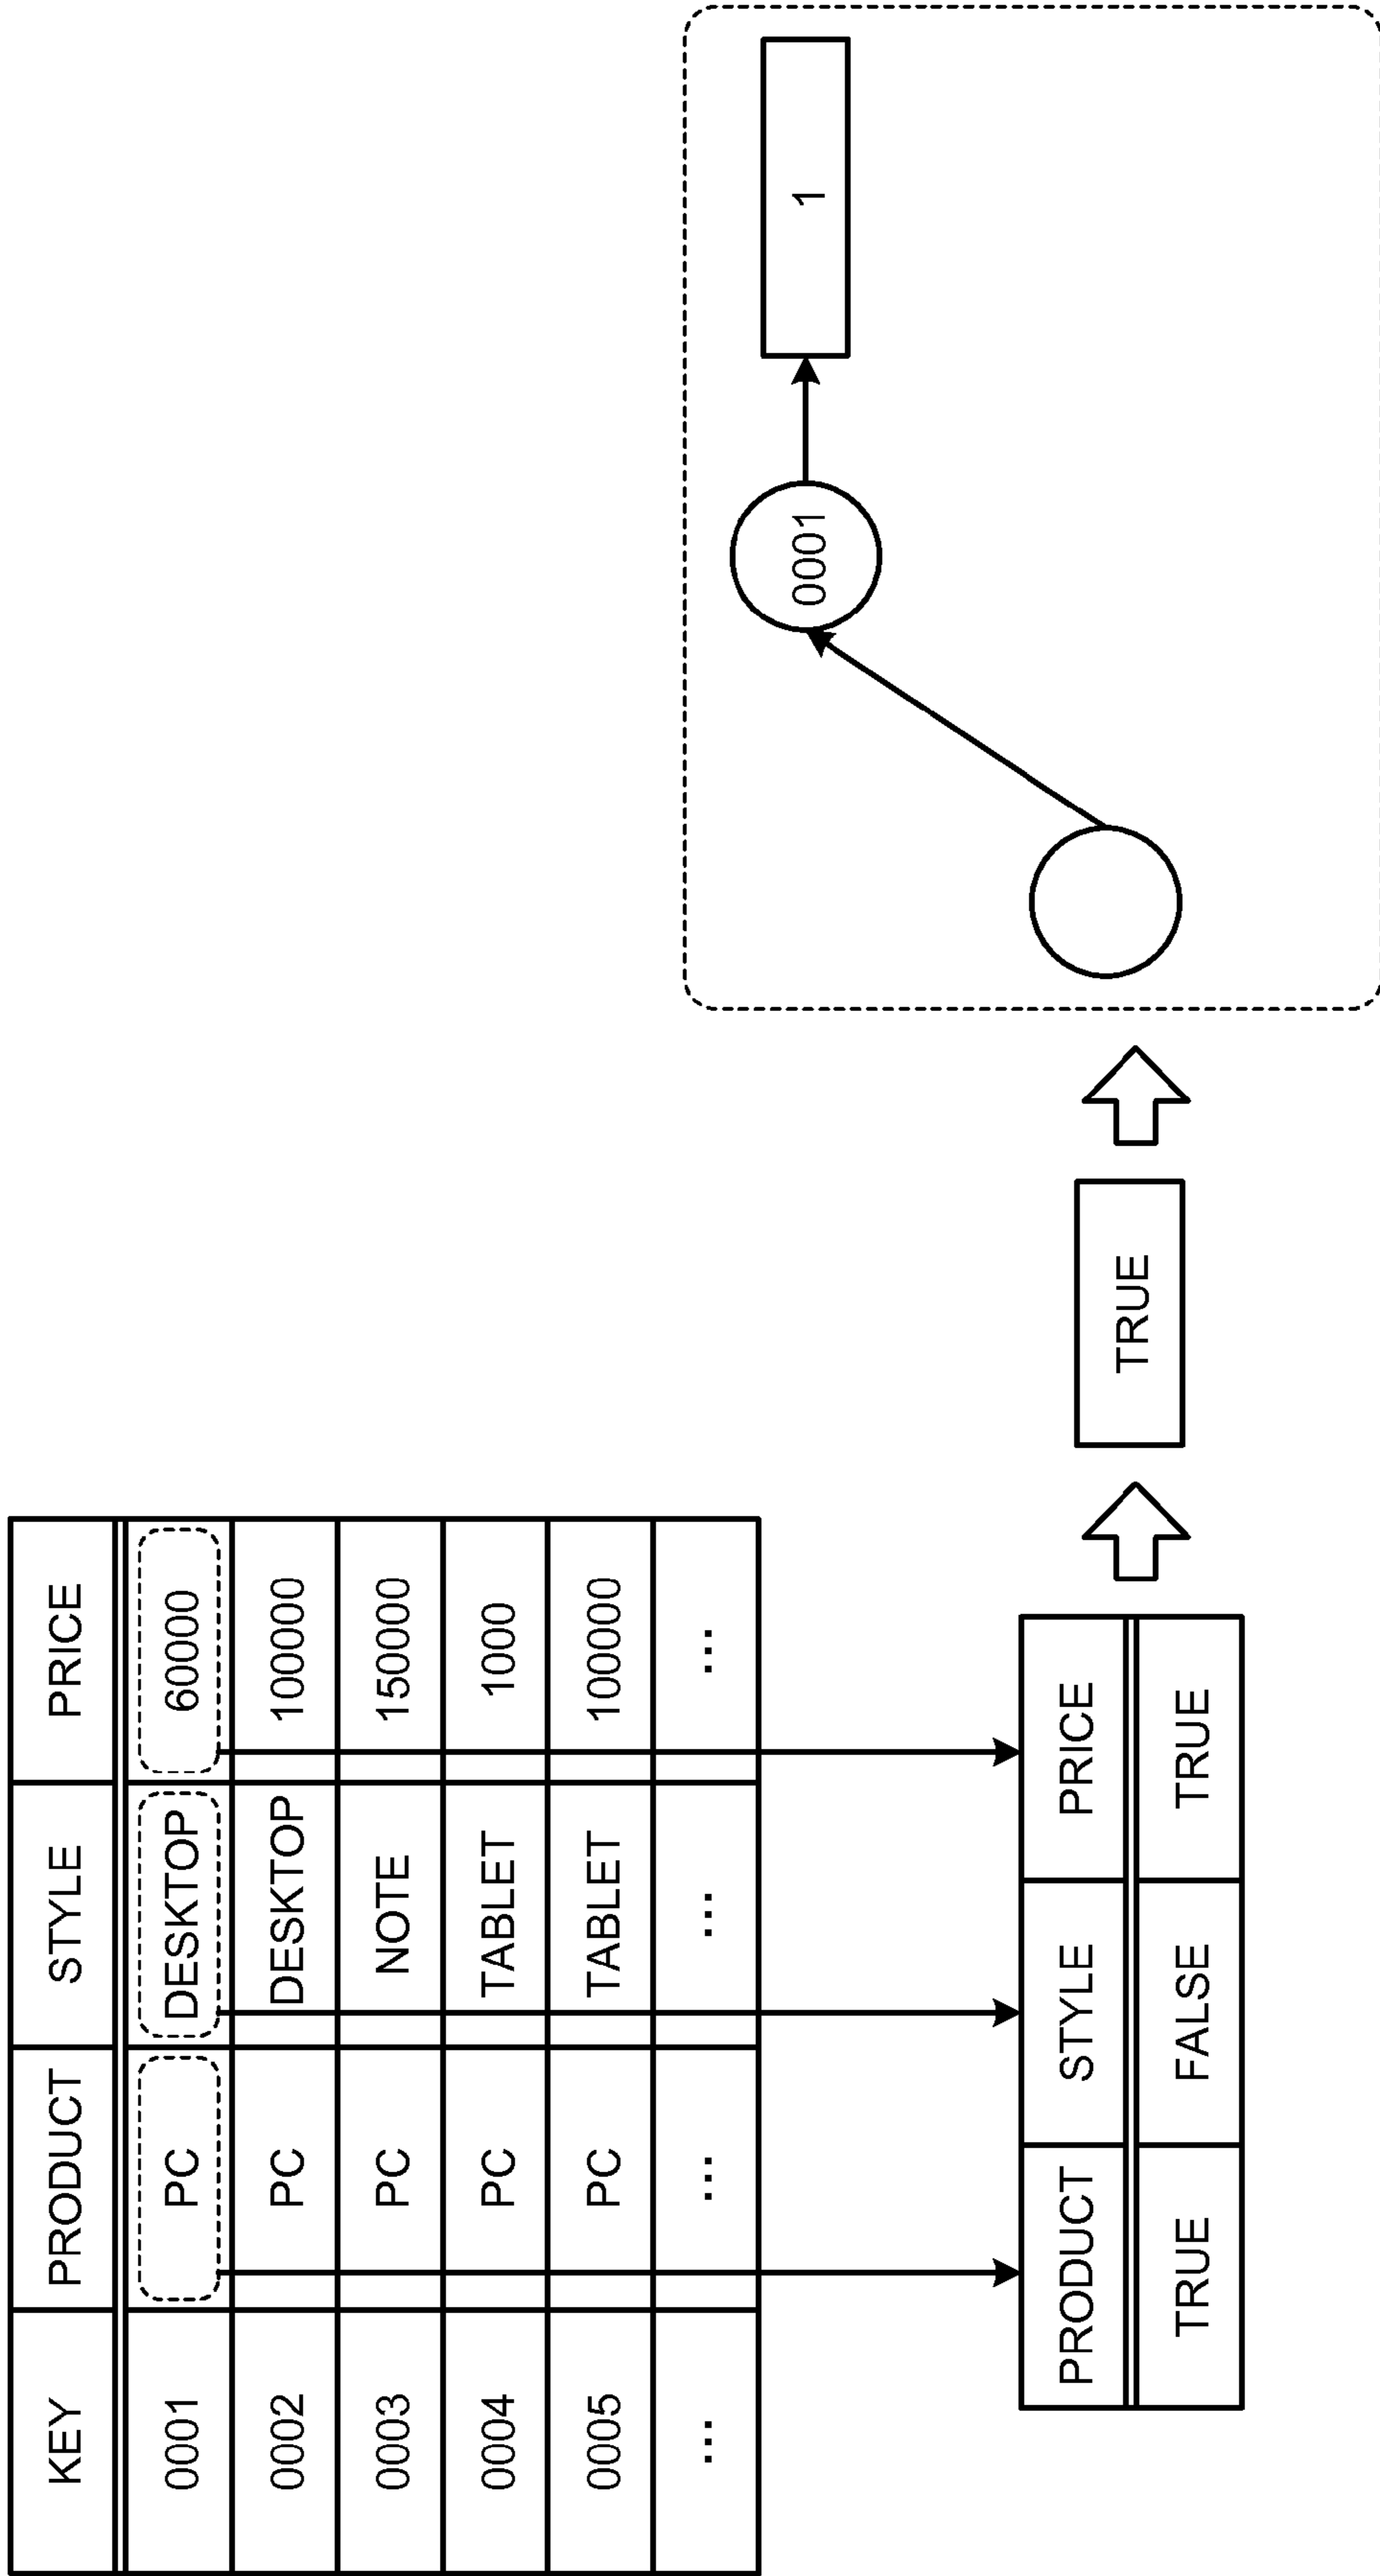 KEY PRODUCT STYLE PRICE
0001 PC DESKTOP 60000
0002 PC DESKTOP 100000
0003 PC NOTE 150000
0004 PC TABLET 1000
0005 PC TABLET 100000
... ... ... ...
PRODUCT STYLE PRICE
TRUE FALSE TRUE
TRUE
0001
1